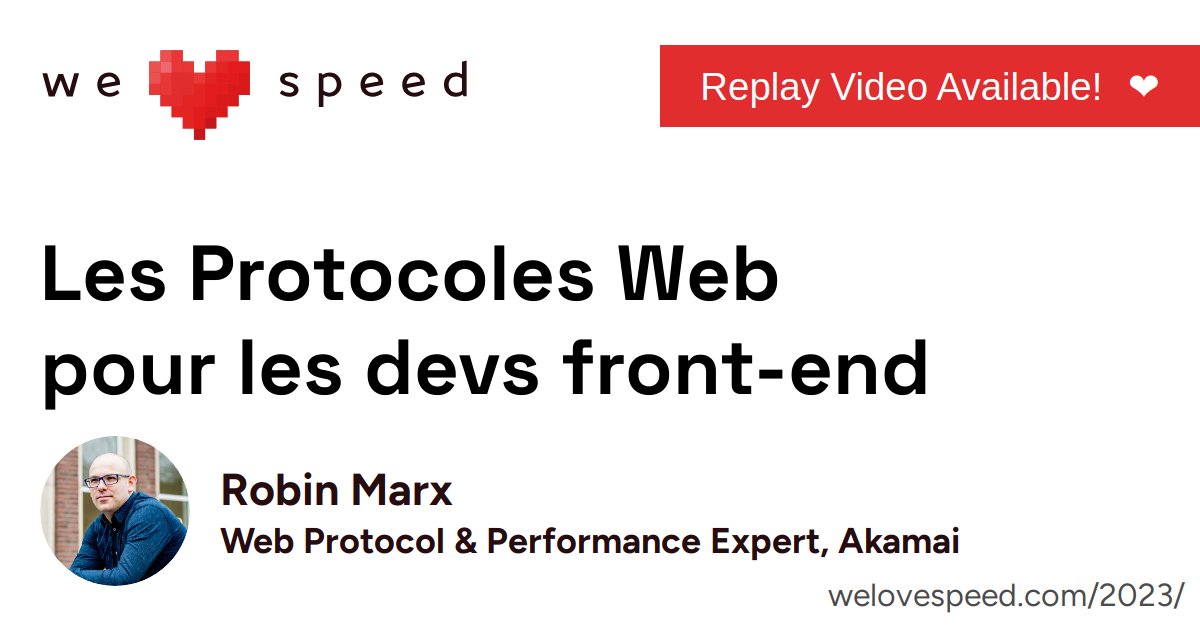 we speed
Replay Video Available! ❤
Les Protocoles Web
pour les devs front-end
Robin Marx
Web Protocol & Performance Expert, Akamai
welovespeed.com/2023/